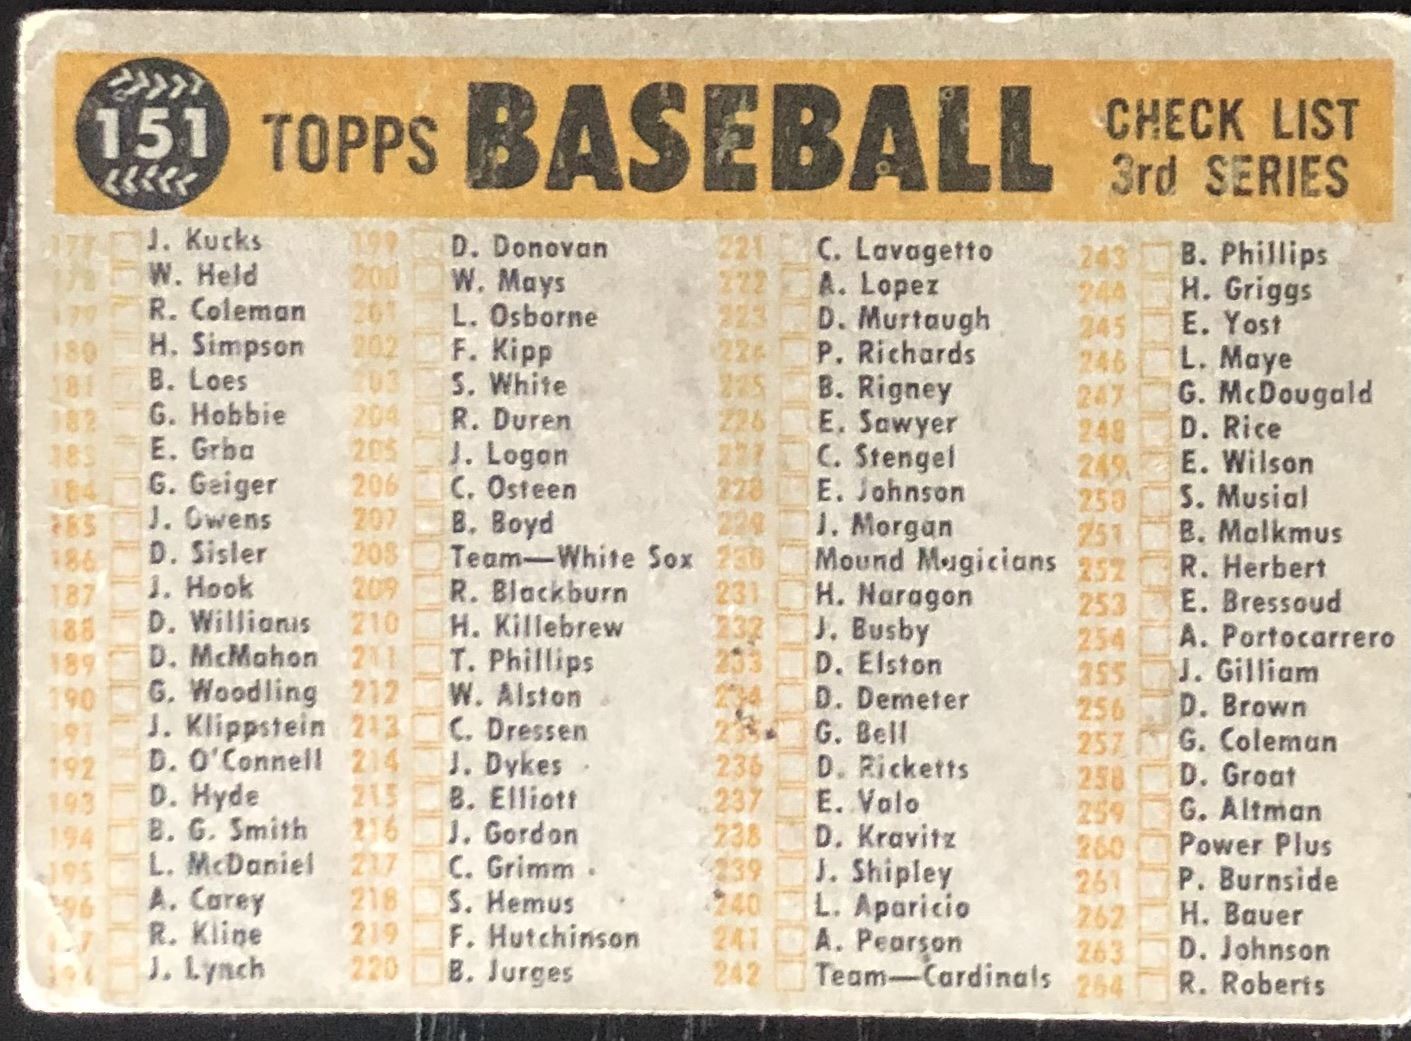 151 TOPPS BASEBALL CHECK LIST
3rd SERIES
177 J. Kucks
178 W. Held
179 R. Coleman
180 H. Simpson
181 B. Loes
182 G. Hobbie
183 E. Grba
184 G. Geiger
185 J. Owens
186 D. Sisler
187 J. Hook
188 D. Williams
189 D. McMahon
190 G. Woodling
191 J. Klippstein
192 D. O'Connell
193 D. Hyde
194 B. G. Smith
195 L. McDaniel
196 A. Carey
197 R. Kline
198 J. Lynch
199 D. Donovan
200 W. Mays
201 L. Osborne
202 F. Kipp
203 S. White
204 R. Duren
205 J. Logan
206 C. Osteen
207 B. Boyd
208 Team—White Sox
209 R. Blackburn
210 H. Killebrew
211 T. Phillips
212 W. Alston
213 C. Dressen
214 J. Dykes
215 B. Elliott
216 J. Gordon
217 C. Grimm
218 S. Hemus
219 F. Hutchinson
220 B. Jurges
221 C. Lavagetto
222 A. Lopez
223 D. Murtaugh
224 P. Richards
225 B. Rigney
226 E. Sawyer
227 C. Stengel
228 E. Johnson
229 J. Morgan
230 Mound Magicians
231 H. Naragon
232 J. Busby
233 D. Elston
234 D. Demeter
235 G. Bell
236 D. Ricketts
237 E. Valo
238 D. Kravitz
239 J. Shipley
240 L. Aparicio
241 A. Pearson
242 Team—Cardinals
243 B. Phillips
244 H. Griggs
245 E. Yost
246 L. Maye
247 G. McDougald
248 D. Rice
249 E. Wilson
250 S. Musial
251 B. Malkmus
252 R. Herbert
253 E. Bressoud
254 A. Portocarrero
255 J. Gilliam
256 D. Brown
257 G. Coleman
258 D. Groat
259 G. Altman
260 Power Plus
261 P. Burnside
262 H. Bauer
263 D. Johnson
264 R. Roberts